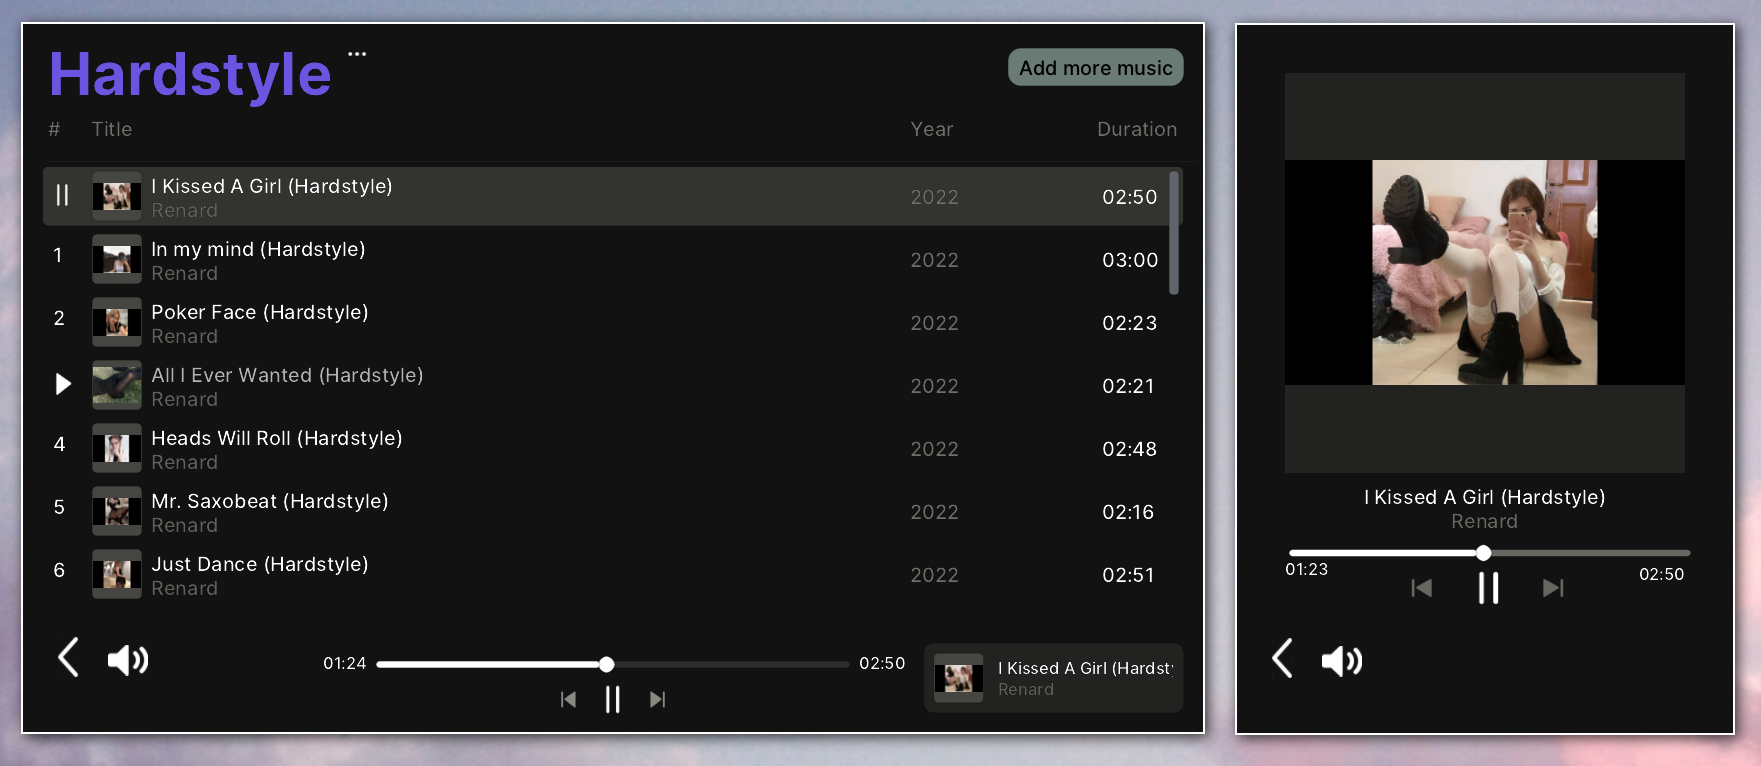 Hardstyle ...
Add more music
# Title Year Duration
I Kissed A Girl (Hardstyle)
Renard
2022 02:50
1 In my mind (Hardstyle)
Renard
2022 03:00
2 Poker Face (Hardstyle)
Renard
2022 02:23
All I Ever Wanted (Hardstyle)
Renard
2022 02:21
4 Heads Will Roll (Hardstyle)
Renard
2022 02:48
5 Mr. Saxobeat (Hardstyle)
Renard
2022 02:16
6 Just Dance (Hardstyle)
Renard
2022 02:51
01:24 02:50
I Kissed A Girl (Hardsty
Renard
I Kissed A Girl (Hardstyle)
Renard
01:23 02:50